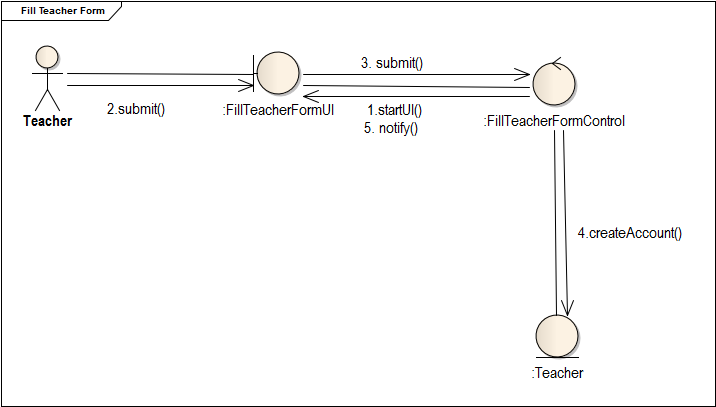 Fill Teacher Form
3. submit()
2.submit()
:FillTeacherFormUI
1.startUI()
:FillTeacherFormControl
Teacher
5. notify()
4.createAccount()
:Teacher